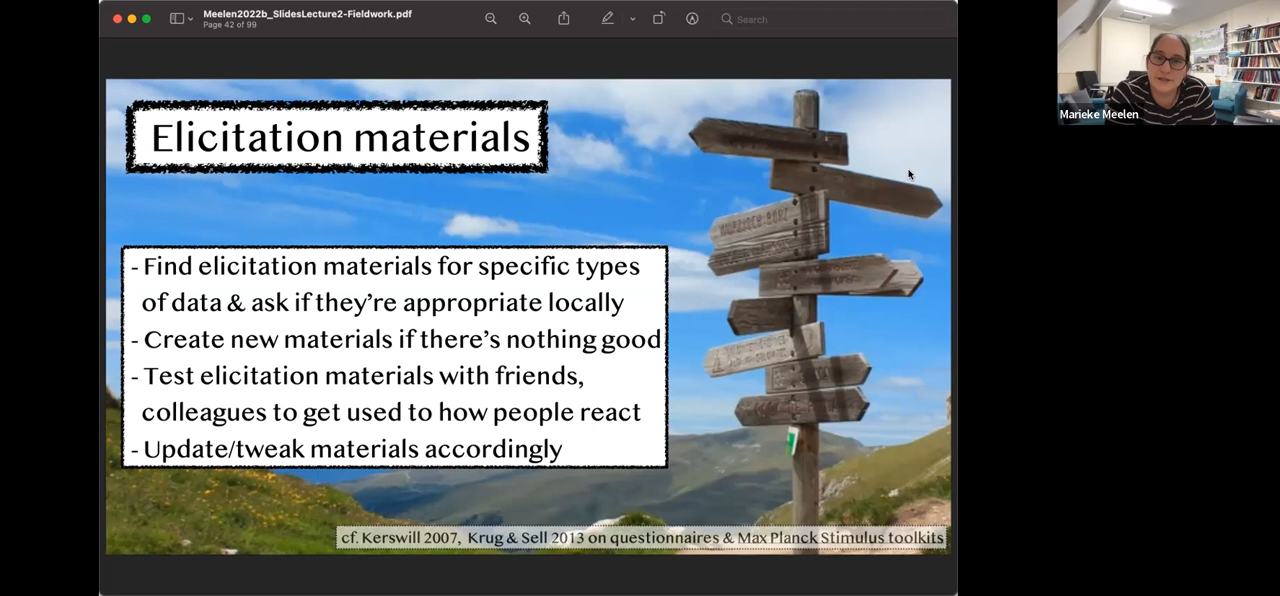 Meelen2022b_SlidesLecture2-Fieldwork.pdf
Page 42 of 99
Search
Marieke Meelen
Elicitation materials
- Find elicitation materials for specific types
of data & ask if they're appropriate locally
- Create new materials if there's nothing good
- Test elicitation materials with friends,
colleagues to get used to how people react
- Update/tweak materials accordingly
cf. Kerswill 2007, Krug & Sell 2013 on questionnaires & Max Planck Stimulus toolkits